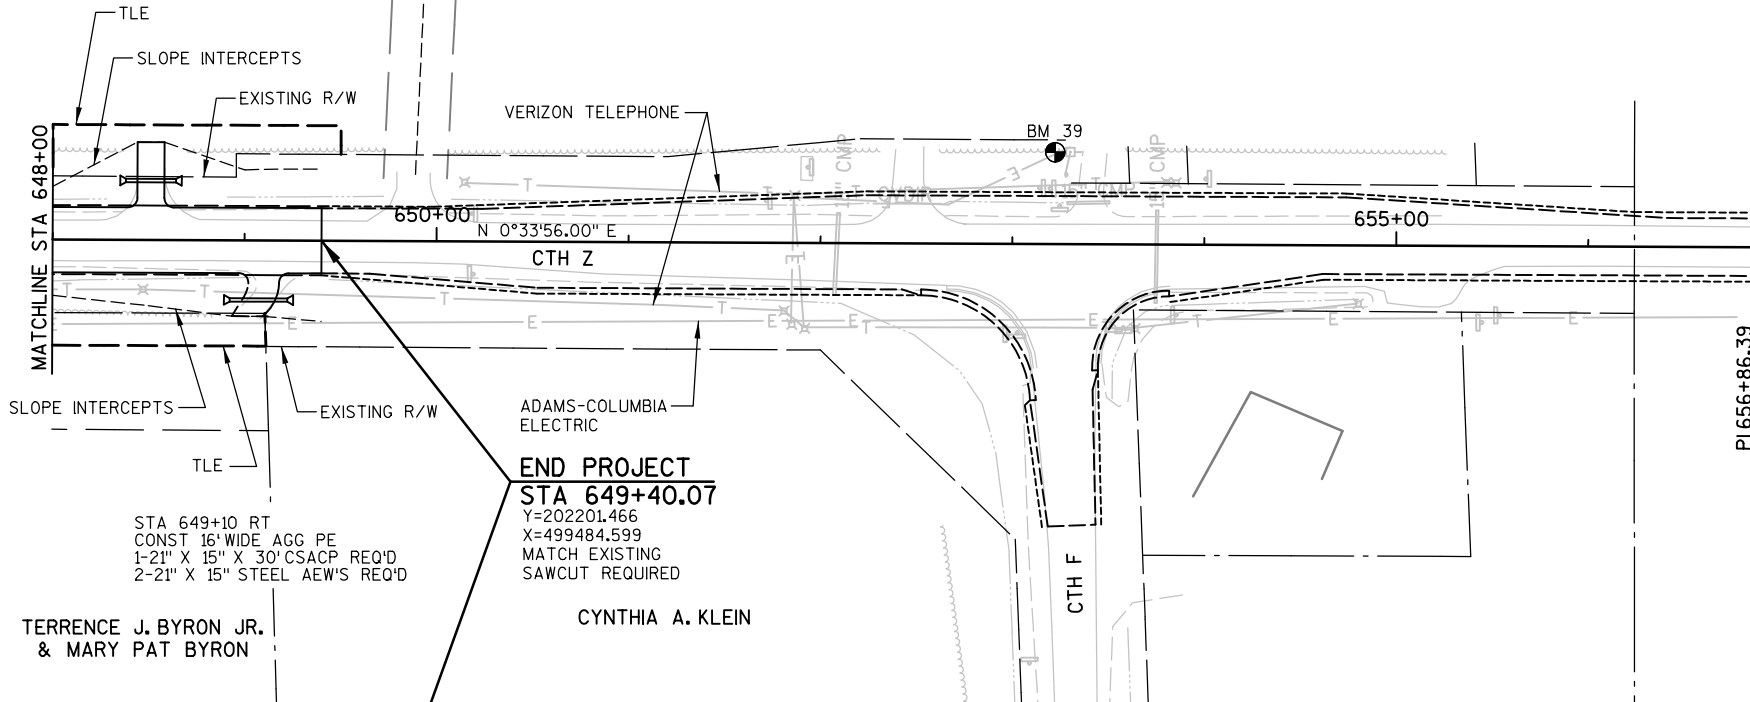 TLE
SLOPE INTERCEPTS
EXISTING R/W
VERIZON TELEPHONE
BM 39
CMP
CMP
MATCHLINE STA 648+00
T
T
T
T
E
T
CMP
650+00
655+00
N 0°33'56.00" E
CTH Z
T
T
T
T
T
T
E
E
E
E
E
E
E
E
PI 656+86.39
SLOPE INTERCEPTS
EXISTING R/W
TLE
ADAMS-COLUMBIA
ELECTRIC
END PROJECT
STA 649+40.07
Y=202201.466
X=499484.599
MATCH EXISTING
SAWCUT REQUIRED
STA 649+10 RT
CONST 16' WIDE AGG PE
1-21" X 15" X 30' CSACP REQ'D
2-21" X 15" STEEL AEW'S REQ'D
CTH F
CYNTHIA A. KLEIN
TERRENCE J. BYRON JR.
& MARY PAT BYRON